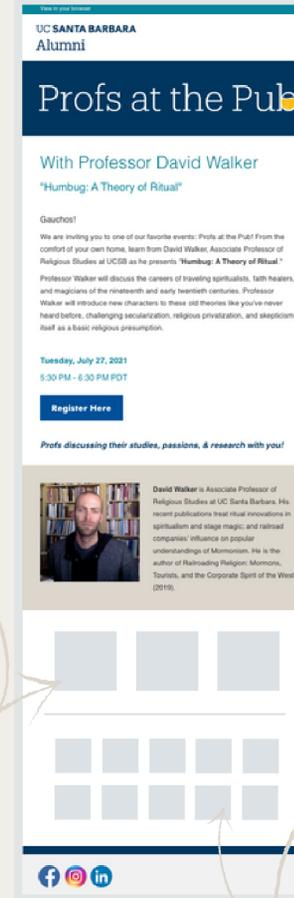 View in your browser
UC SANTA BARBARA
Alumni
Profs at the Pub
With Professor David Walker
"Humbug: A Theory of Ritual"
Gauchos!
We are inviting you to one of our favorite events: Profs at the Pub! From the
comfort of your own home, learn from David Walker, Associate Professor of
Religious Studies at UCSB as he presents "Humbug: A Theory of Ritual."
Professor Walker will discuss the careers of traveling spiritualists, faith healers,
and magicians of the nineteenth and early twentieth centuries. Professor
Walker will introduce new characters to these old theories like you've never
heard before, challenging secularization, religious privatization, and skepticism
itself as a basic religious presumption.
Tuesday, July 27, 2021
5:30 PM - 6:30 PM PDT
Register Here
Profs discussing their studies, passions, & research with you!
David Walker is Associate Professor of
Religious Studies at UC Santa Barbara. His
recent publications treat ritual innovations in
spiritualism and stage magic; and railroad
companies' influence on popular
understandings of Mormonism. He is the
author of Railroading Religion: Mormons,
Tourists, and the Corporate Spirit of the West
(2019).